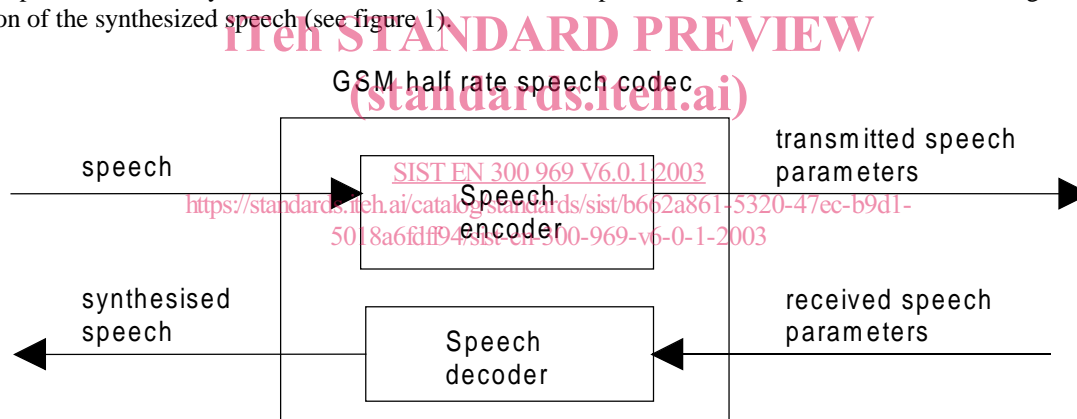 on of the synthesized speech (see figure 1).
iTeh STANDARD PREVIEW
GSM half rate speech codec
(standards.iteh.ai)
transmitted speech
parameters
speech
SIST EN 300 969 V6.0.1:2003
Speech
encoder
https://standards.iteh.ai/catalog/standards/sist/b662a861-5320-47ec-b9d1-
5018a6fdff94/sist-en-300-969-v6-0-1-2003
synthesised
speech
received speech
parameters
Speech
decoder